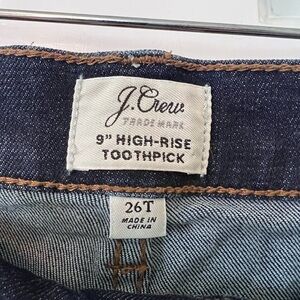 J.Crew
TRADE MARK
9" HIGH-RISE
TOOTHPICK
26T
MADE IN
CHINA